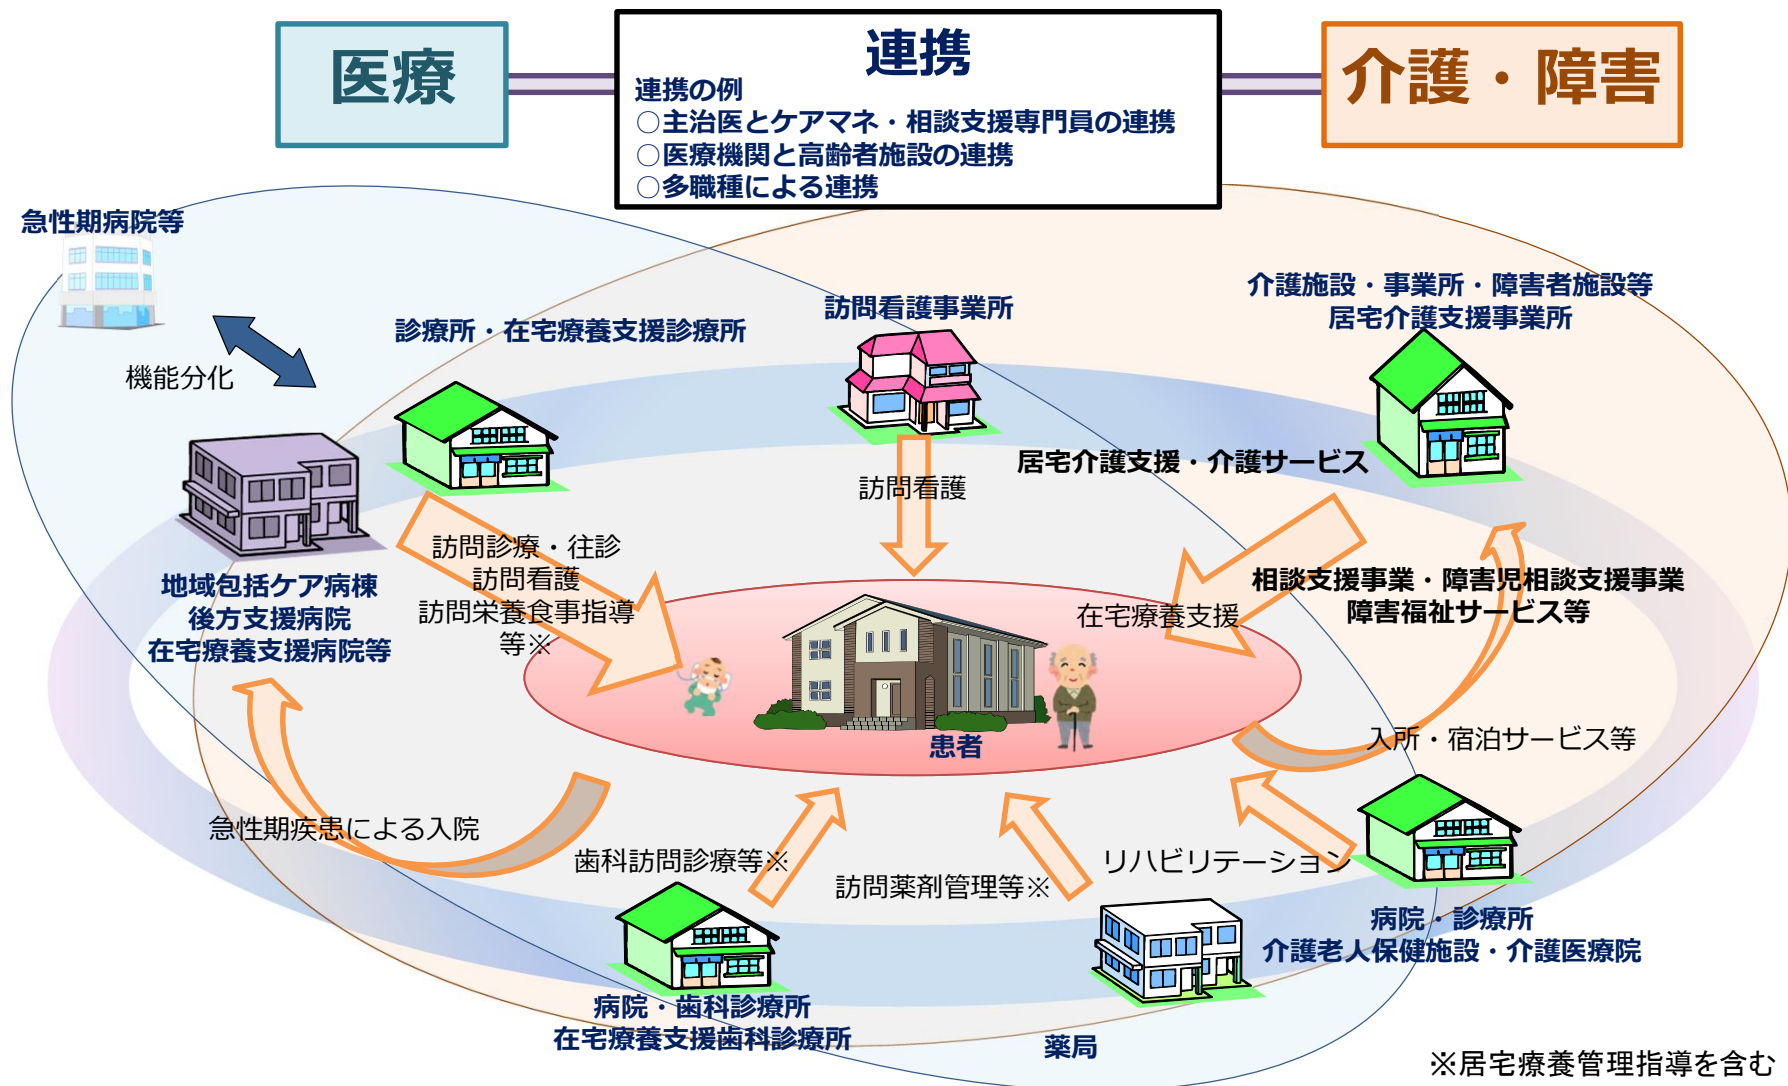 医療
連携
連携の例
○主治医とケアマネ・相談支援専門員の連携
○医療機関と高齢者施設の連携
○多職種による連携
介護・障害
急性期病院等
機能分化
診療所・在宅療養支援診療所
訪問看護事業所
介護施設・事業所・障害者施設等
居宅介護支援事業所
訪問看護
居宅介護支援・介護サービス
訪問診療・往診
訪問看護
訪問栄養食事指導
等※
地域包括ケア病棟
後方支援病院
在宅療養支援病院等
在宅療養支援
相談支援事業・障害児相談支援事業
障害福祉サービス等
患者
入所・宿泊サービス等
急性期疾患による入院
歯科訪問診療等※
訪問薬剤管理等※
リハビリテーション
病院・診療所
介護老人保健施設・介護医療院
病院・歯科診療所
在宅療養支援歯科診療所
薬局
※居宅療養管理指導を含む